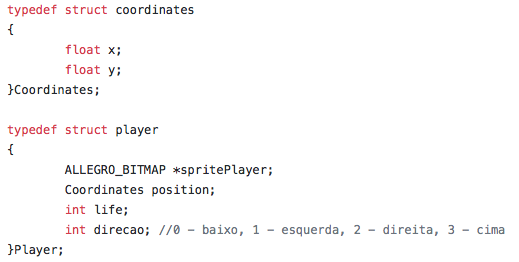 typedef struct coordinates
{
        float x;
        float y;
}Coordinates;

typedef struct player
{
        ALLEGRO_BITMAP *spritePlayer;
        Coordinates position;
        int life;
        int direcao; //0 - baixo, 1 - esquerda, 2 - direita, 3 - cima
}Player;